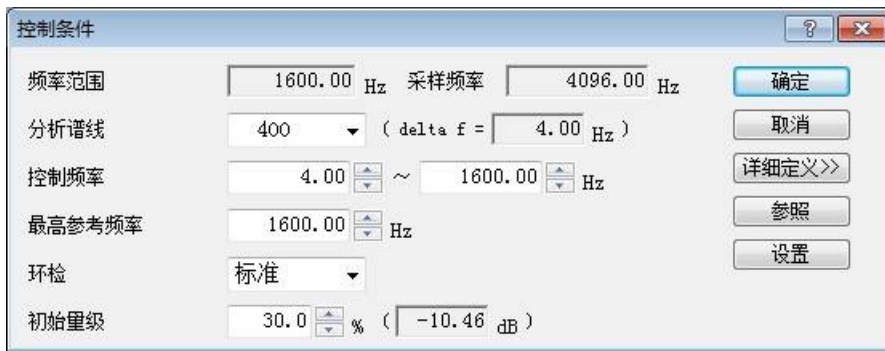 控制条件
频率范围 1600.00 Hz 采样频率 4096.00 Hz 确定
分析谱线 400 ( delta f = 4.00 Hz ) 取消
控制频率 4.00 ~ 1600.00 Hz 详细定义>>
最高参考频率 1600.00 Hz 参照
环检 标准 设置
初始量级 30.0 % ( -10.46 dB )